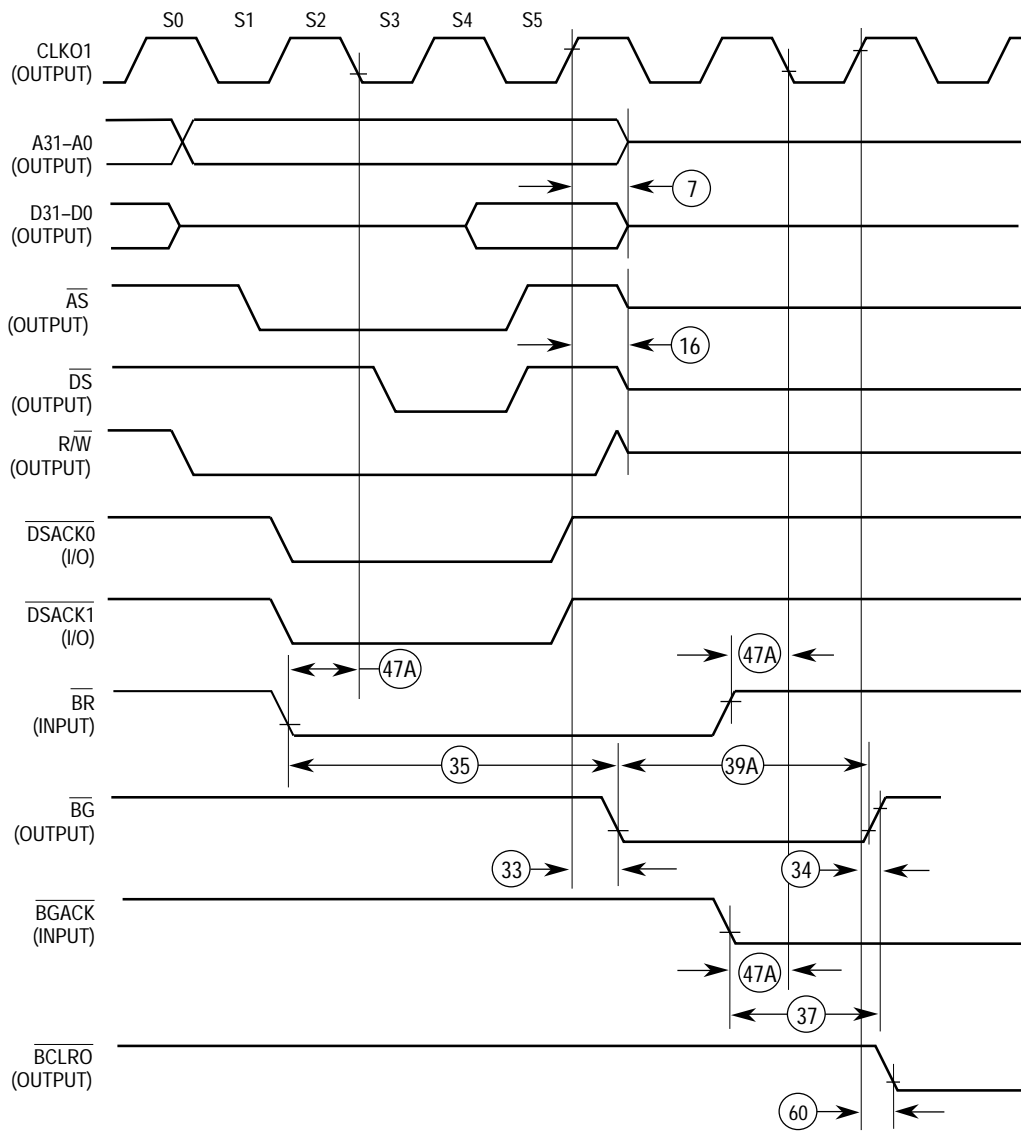 S0 S1 S2 S3 S4 S5
CLKO1
(OUTPUT)
A31–A0
(OUTPUT)
7
D31–D0
(OUTPUT)
AS
(OUTPUT)
16
DS
(OUTPUT)
R/W
(OUTPUT)
DSACK0
(I/O)
DSACK1
(I/O)
47A
47A
BR
(INPUT)
35
39A
BG
(OUTPUT)
33
34
BGACK
(INPUT)
47A
37
BCLRO
(OUTPUT)
60